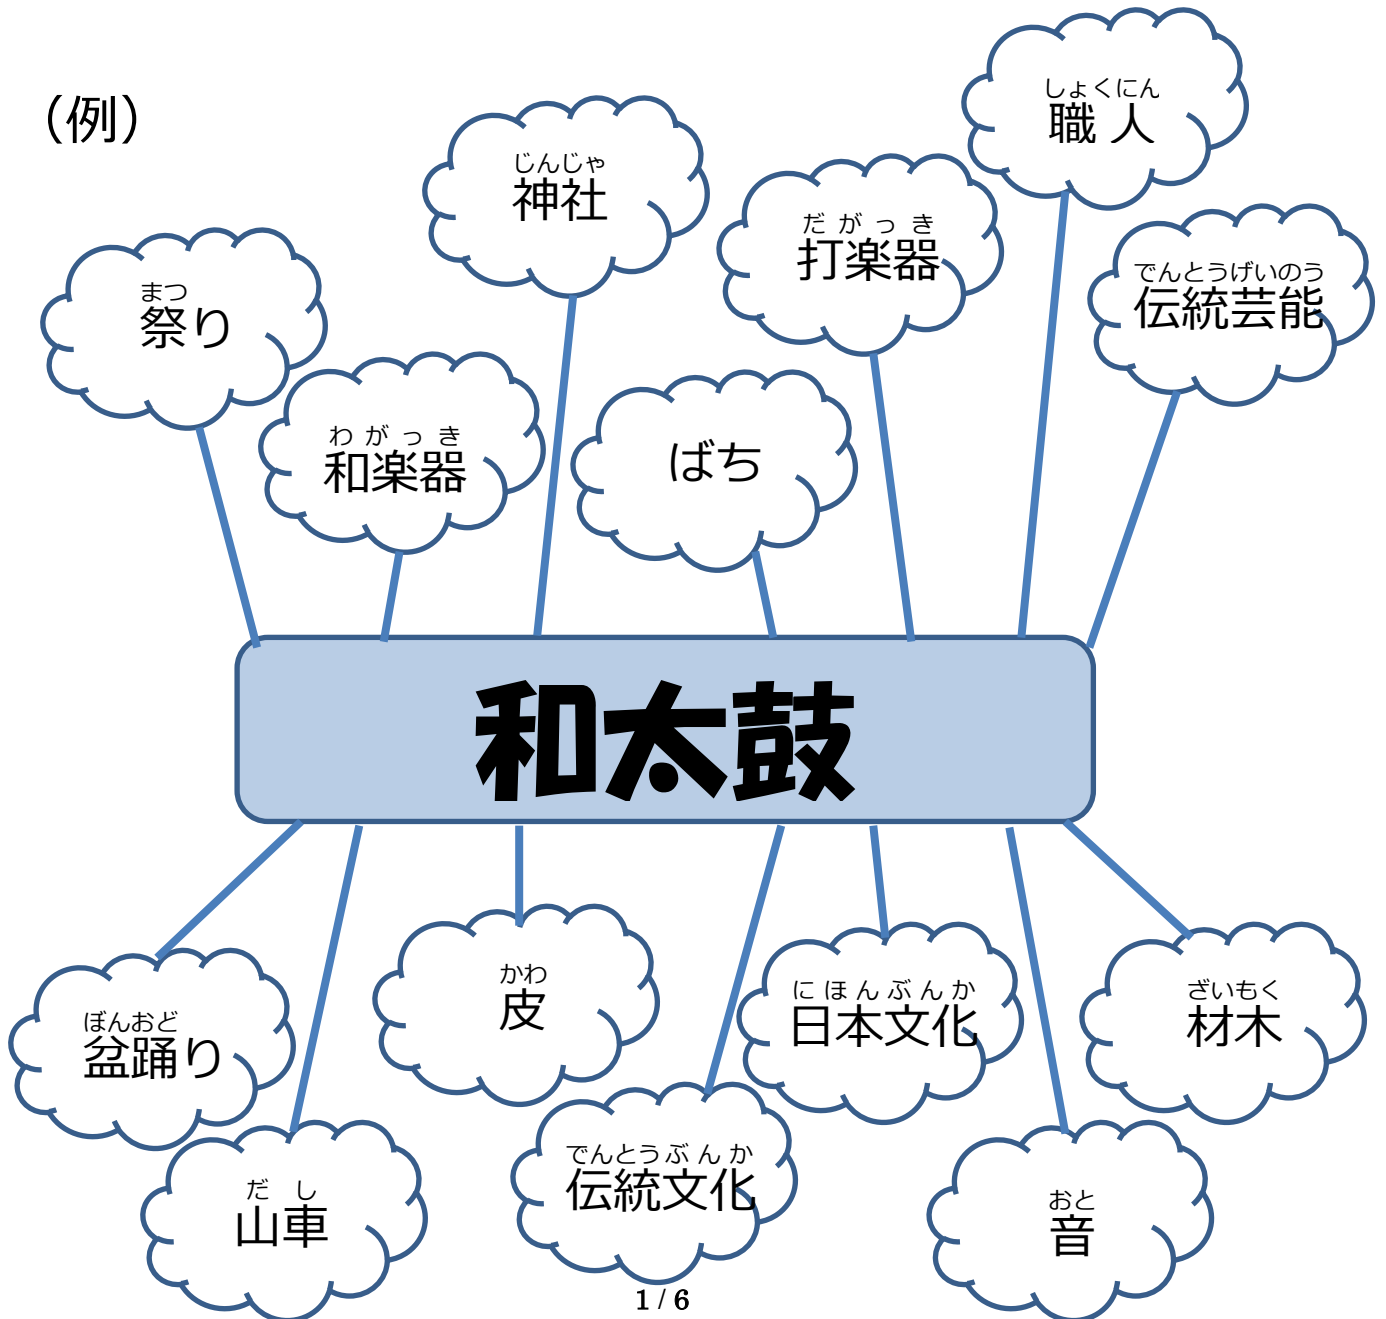 (例)
しょくにん
職人
じんじゃ
神社
だがっき
打楽器
でんとうげいのう
伝統芸能
まつ
祭り
わがっき
和楽器
ばち
和太鼓
かわ
皮
にほんぶんか
日本文化
ざいもく
材木
ぼんおど
盆踊り
でんとうぶんか
伝統文化
だし
山車
おと
音
1 / 6